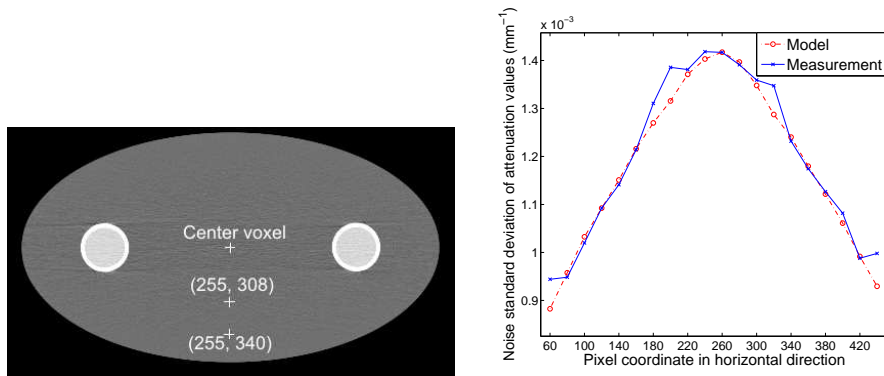 Center voxel
(255, 308)
(255, 340)
x 10⁻³
Noise standard deviation of attenuation values (mm⁻¹)
1.4
1.3
1.2
1.1
1
0.9
Model
Measurement
60 100 140 180 220 260 300 340 380 420
Pixel coordinate in horizontal direction